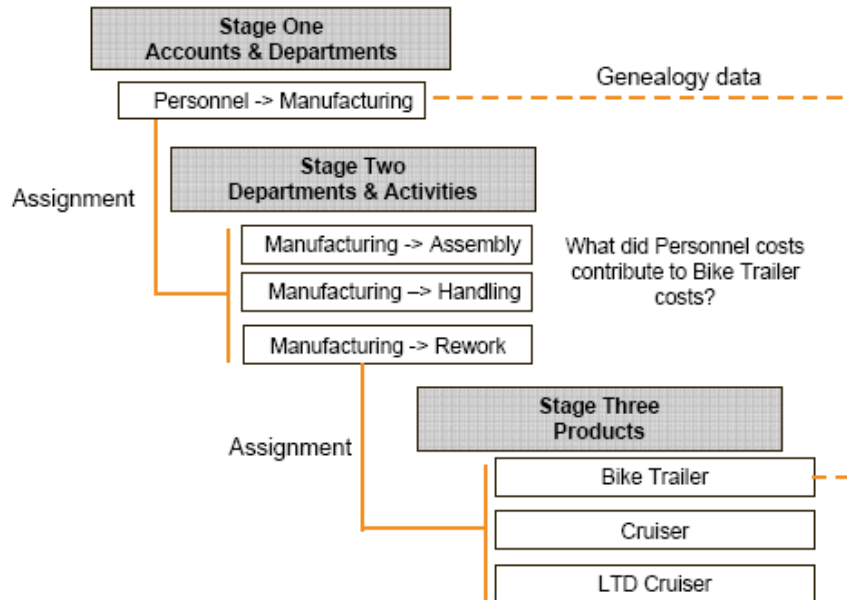 Stage One
Accounts & Departments
Genealogy data
Personnel -> Manufacturing
Stage Two
Departments & Activities
Assignment
Manufacturing -> Assembly
Manufacturing –> Handling
Manufacturing -> Rework
What did Personnel costs
contribute to Bike Trailer
costs?
Stage Three
Products
Assignment
Bike Trailer
Cruiser
LTD Cruiser